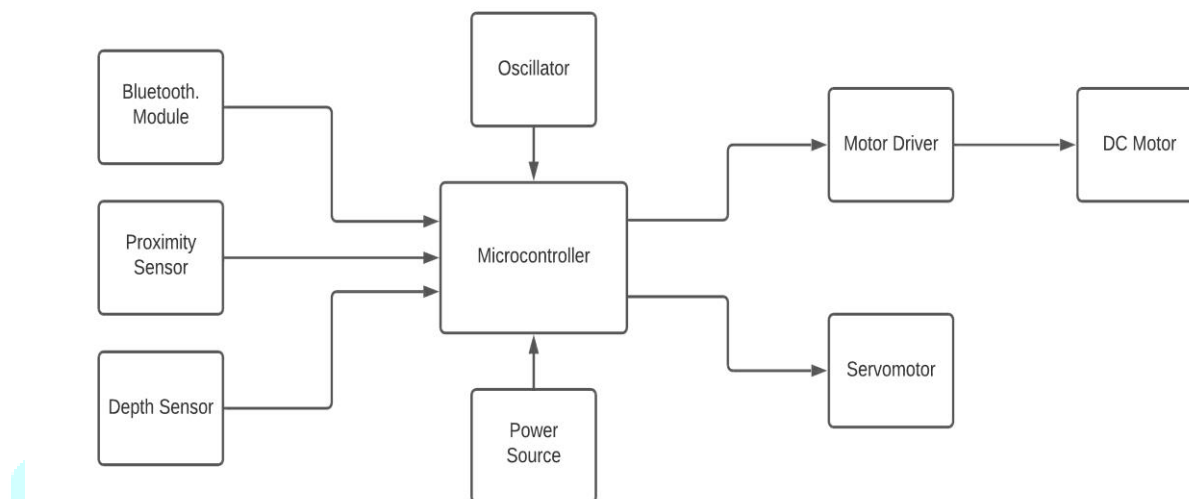 Oscillator
Bluetooth.
Module
Motor Driver
DC Motor
Proximity
Sensor
Microcontroller
Depth Sensor
Servomotor
Power
Source